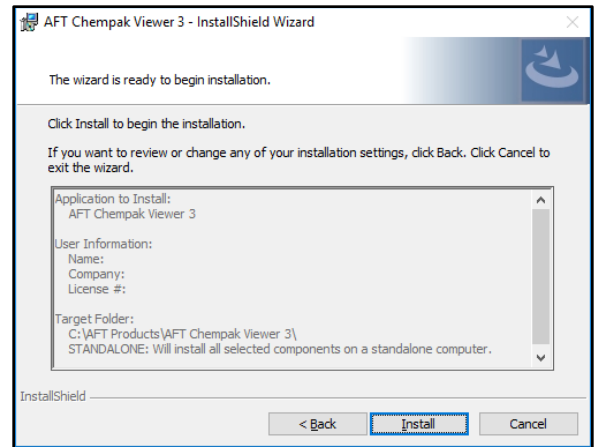 AFT Chempak Viewer 3 - InstallShield Wizard
The wizard is ready to begin installation.
Click Install to begin the installation.
If you want to review or change any of your installation settings, click Back. Click Cancel to
exit the wizard.
Application to Install:
AFT Chempak Viewer 3
User Information:
Name:
Company:
License #:
Target Folder:
C:\AFT Products\AFT Chempak Viewer 3\
STANDALONE: Will install all selected components on a standalone computer.
InstallShield
< Back
Install
Cancel